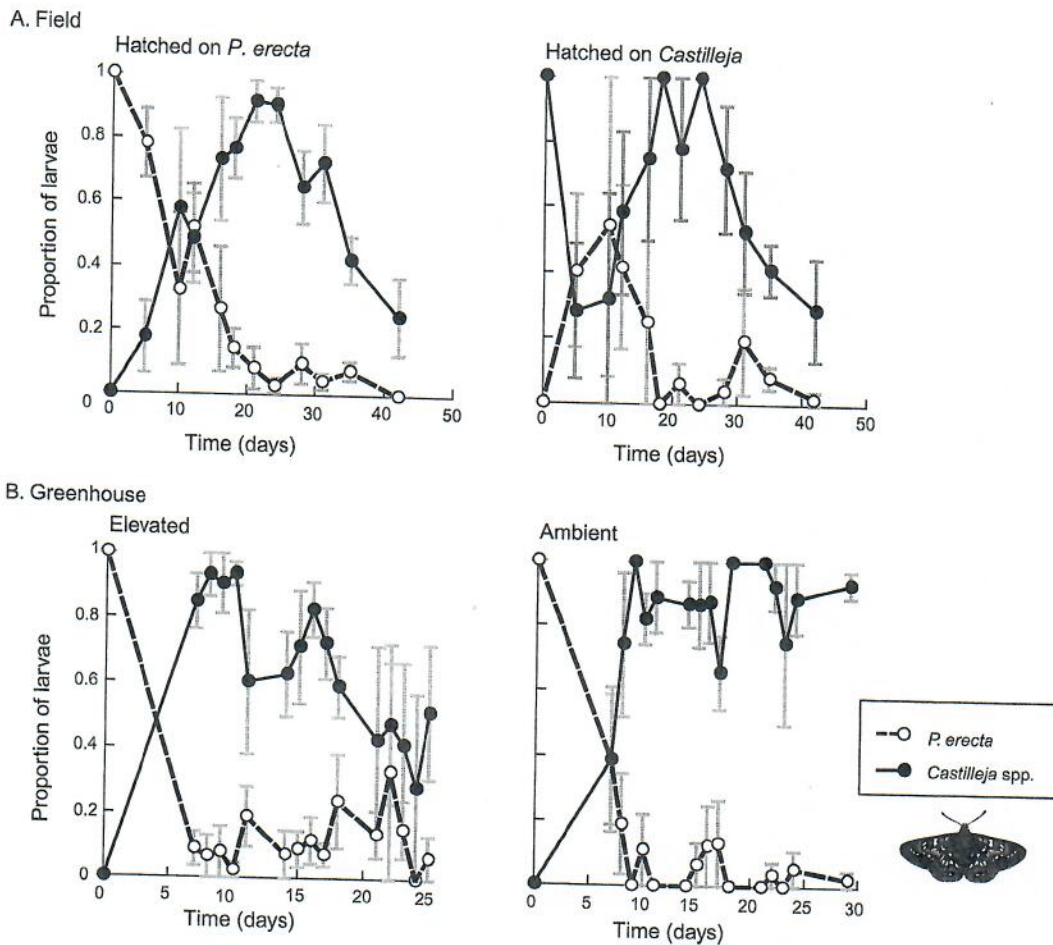 A. Field
Hatched on P. erecta
Hatched on Castilleja
Proportion of larvae
1
0.8
0.6
0.4
0.2
0
0 10 20 30 40 50
0 10 20 30 40 50
Time (days)
Time (days)
B. Greenhouse
Elevated
Ambient
Proportion of larvae
1
0.8
0.6
0.4
0.2
0
0 5 10 15 20 25
0 5 10 15 20 25 30
Time (days)
Time (days)
P. erecta
Castilleja spp.